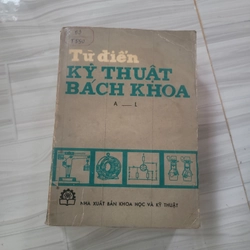 Từ điển
KỸ THUẬT
BÁCH KHOA
A — L
NHÀ XUẤT BẢN KHOA HỌC VÀ KỸ THUẬT